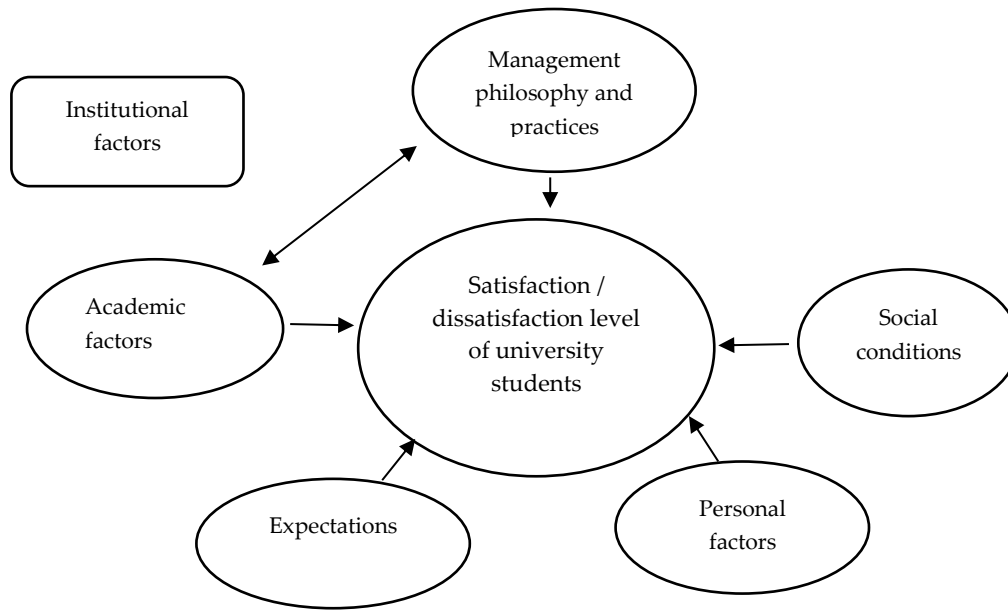 Management
philosophy and
practices
Institutional
factors
Academic
factors
Satisfaction /
dissatisfaction level
of university
students
Social
conditions
Expectations
Personal
factors